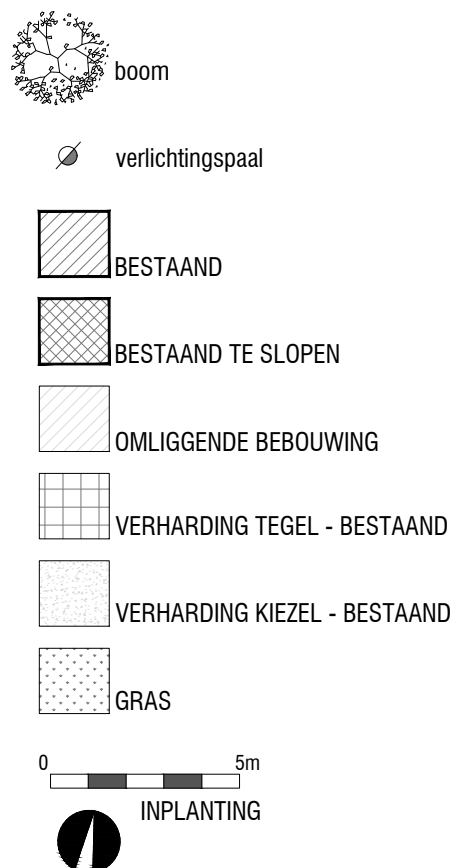 boom
verlichtingspaal
BESTAAND
BESTAAND TE SLOPEN
OMLIGGENDE BEBOUWING
VERHARDING TEGEL - BESTAAND
VERHARDING KIEZEL - BESTAAND
GRAS
0 5m
INPLANTING